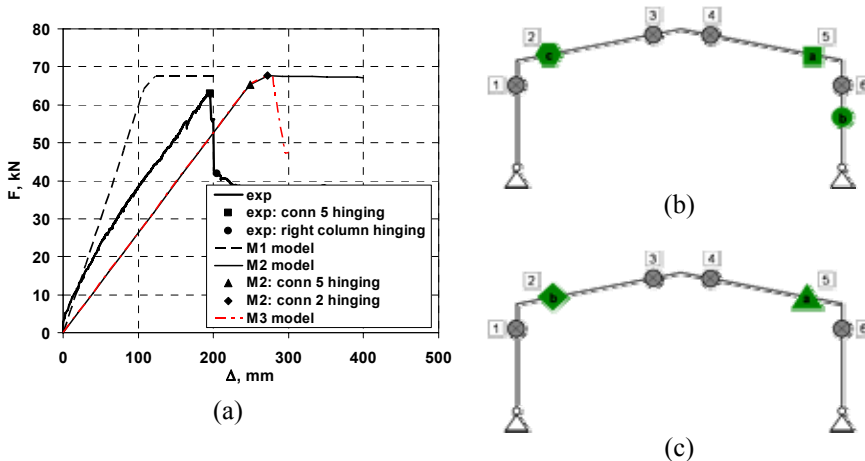 80
70
60
50
40
30
20
10
0
F, kN
0 100 200 300 400 500
Δ, mm
exp
exp: conn 5 hinging
exp: right column hinging
M1 model
M2 model
M2: conn 5 hinging
M2: conn 2 hinging
M3 model
(a)
3 4
2 5
c a
1 6
b
(b)
3 4
2 5
b a
1 6
(c)